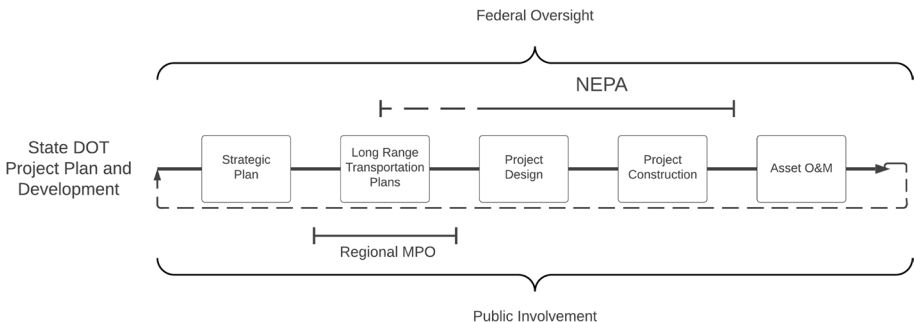 Federal Oversight
NEPA
State DOT
Project Plan and
Development
Strategic
Plan
Long Range
Transportation
Plans
Project
Design
Project
Construction
Asset O&M
Regional MPO
Public Involvement